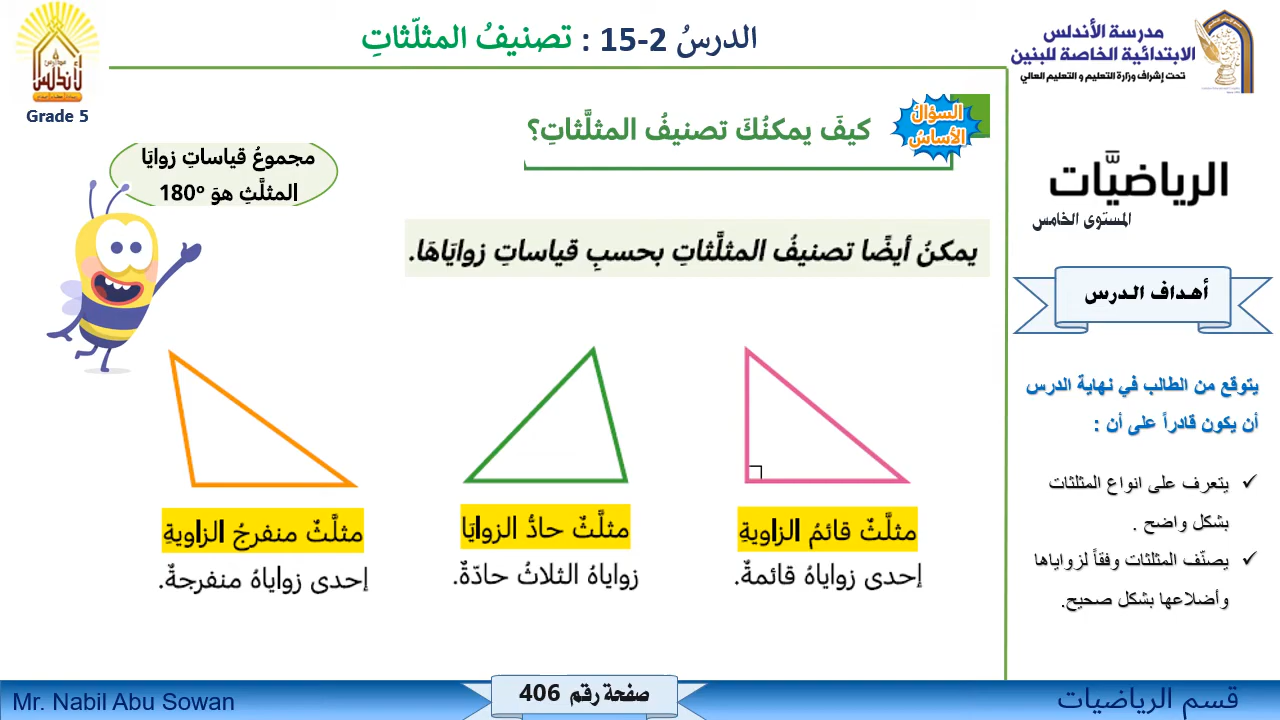 مدرسة الأندلس
الابتدائية الخاصة للبنين
تحت إشراف وزارة التعليم و التعليم العالي
الدرسُ 2-15 : تصنيفُ المثلّثاتِ
Grade 5
السؤالُ
الأساسُ
كيفَ يمكنُكَ تصنيفُ المثلَّثاتِ؟
مجموعُ قياساتِ زوايَا
المثلَّثِ هوَ 180º
يمكنُ أيضًا تصنيفُ المثلَّثاتِ بحسبِ قياساتِ زوايَاهَا.
مثلَّثٌ قائمُ الزاويةِ
إحدى زواياهُ قائمةٌ.
مثلَّثٌ حادُّ الزوايَا
زواياهُ الثلاثُ حادّةٌ.
مثلَّثٌ منفرجُ الزاويةِ
إحدى زواياهُ منفرجةٌ.
الرياضيَّات
المستوى الخامس
أهداف الدرس
يتوقع من الطالب في نهاية الدرس
أن يكون قادراً على أن :
✓ يتعرف على انواع المثلثات
بشكل واضح .
✓ يصنّف المثلثات وفقاً لزواياها
وأضلاعها بشكل صحيح.
قسم الرياضيات
صفحة رقم 406
Mr. Nabil Abu Sowan